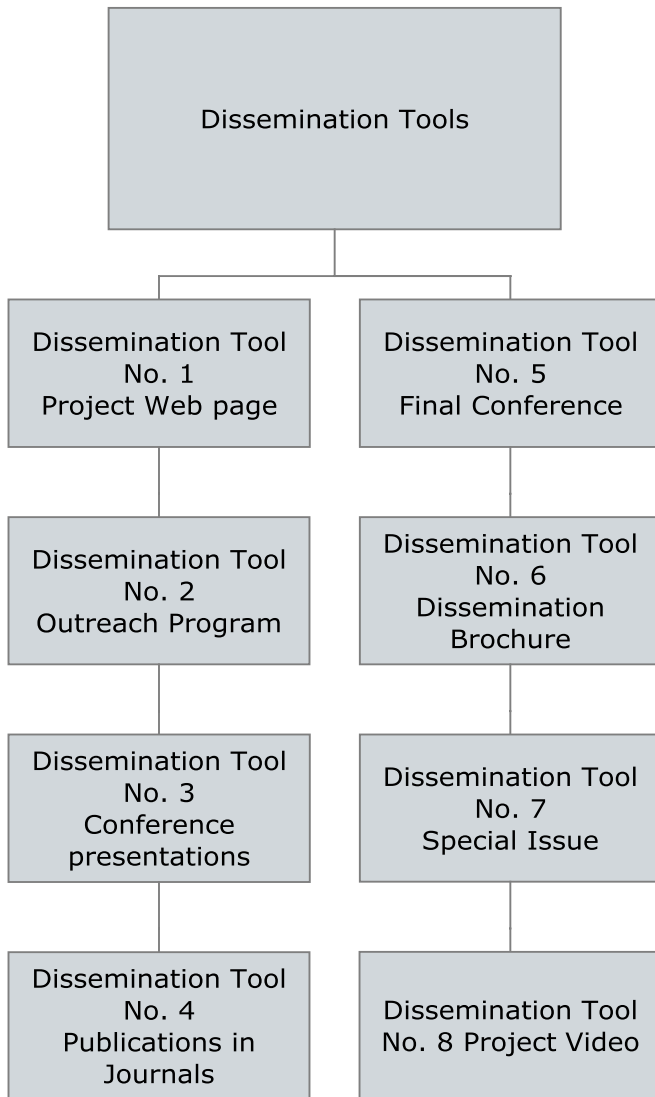 Dissemination Tools
Dissemination Tool
No. 1
Project Web page
Dissemination Tool
No. 2
Outreach Program
Dissemination Tool
No. 3
Conference
presentations
Dissemination Tool
No. 4
Publications in
Journals
Dissemination Tool
No. 5
Final Conference
Dissemination Tool
No. 6
Dissemination
Brochure
Dissemination Tool
No. 7
Special Issue
Dissemination Tool
No. 8 Project Video